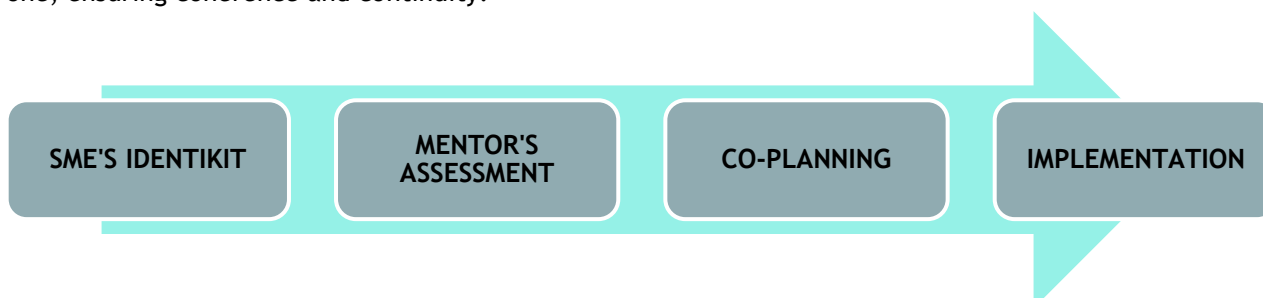 one, ensuring coherence and continuity.
SME'S IDENTIKIT
MENTOR'S
ASSESSMENT
CO-PLANNING
IMPLEMENTATION